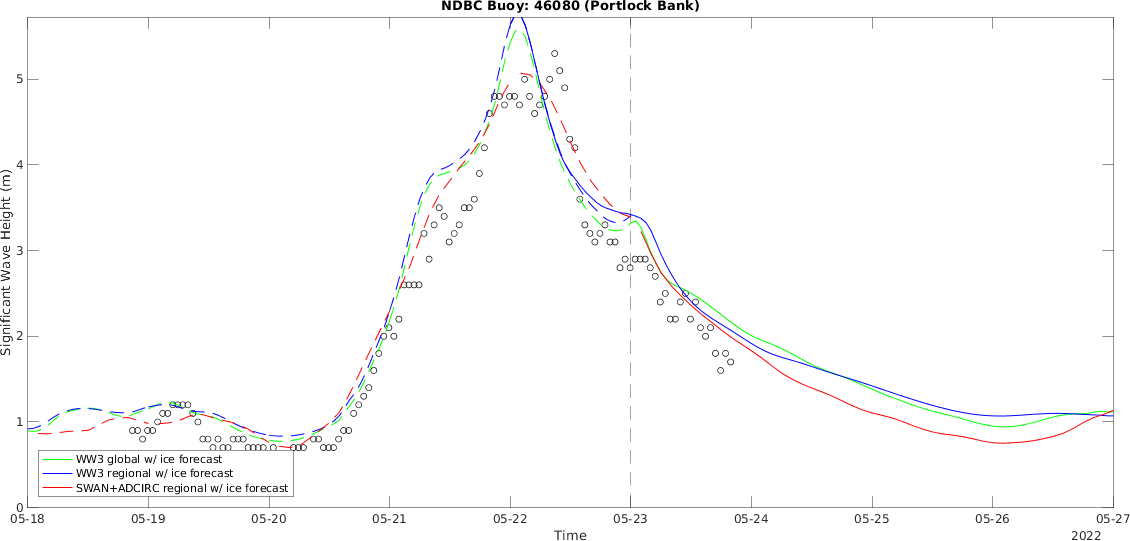 NDBC Buoy: 46080 (Portlock Bank)
Significant Wave Height (m)
5
4
3
2
1
0
WW3 global w/ ice forecast
WW3 regional w/ ice forecast
SWAN+ADCIRC regional w/ ice forecast
05-18 05-19 05-20 05-21 05-22 05-23 05-24 05-25 05-26 05-27
Time
2022